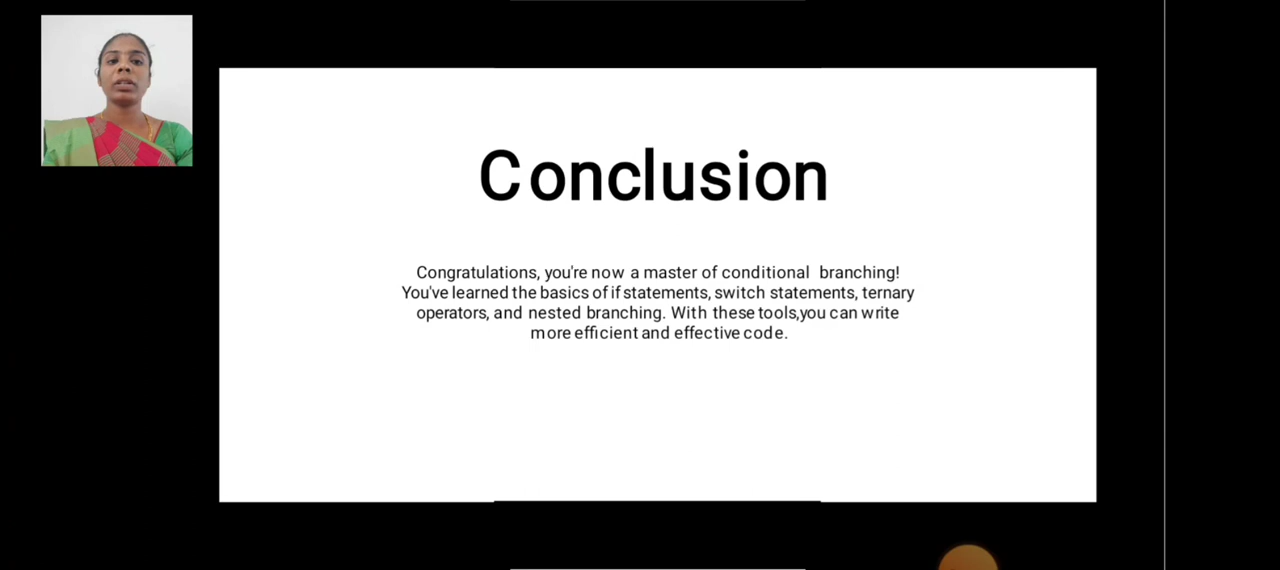 Conclusion
Congratulations, you're now a master of conditional branching!
You've learned the basics of if statements, switch statements, ternary
operators, and nested branching. With these tools,you can write
more efficient and effective code.